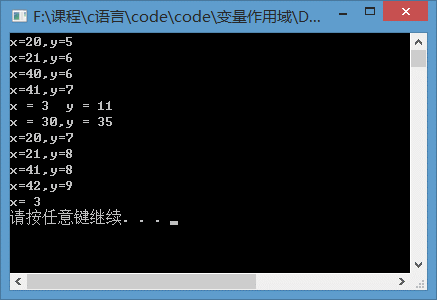 F:\课程\c语言\code\code\变量作用域\D...
x=20,y=5
x=21,y=6
x=40,y=6
x=41,y=7
x = 3  y = 11
x = 30,y = 35
x=20,y=7
x=21,y=8
x=41,y=8
x=42,y=9
x= 3
请按任意键继续. . .